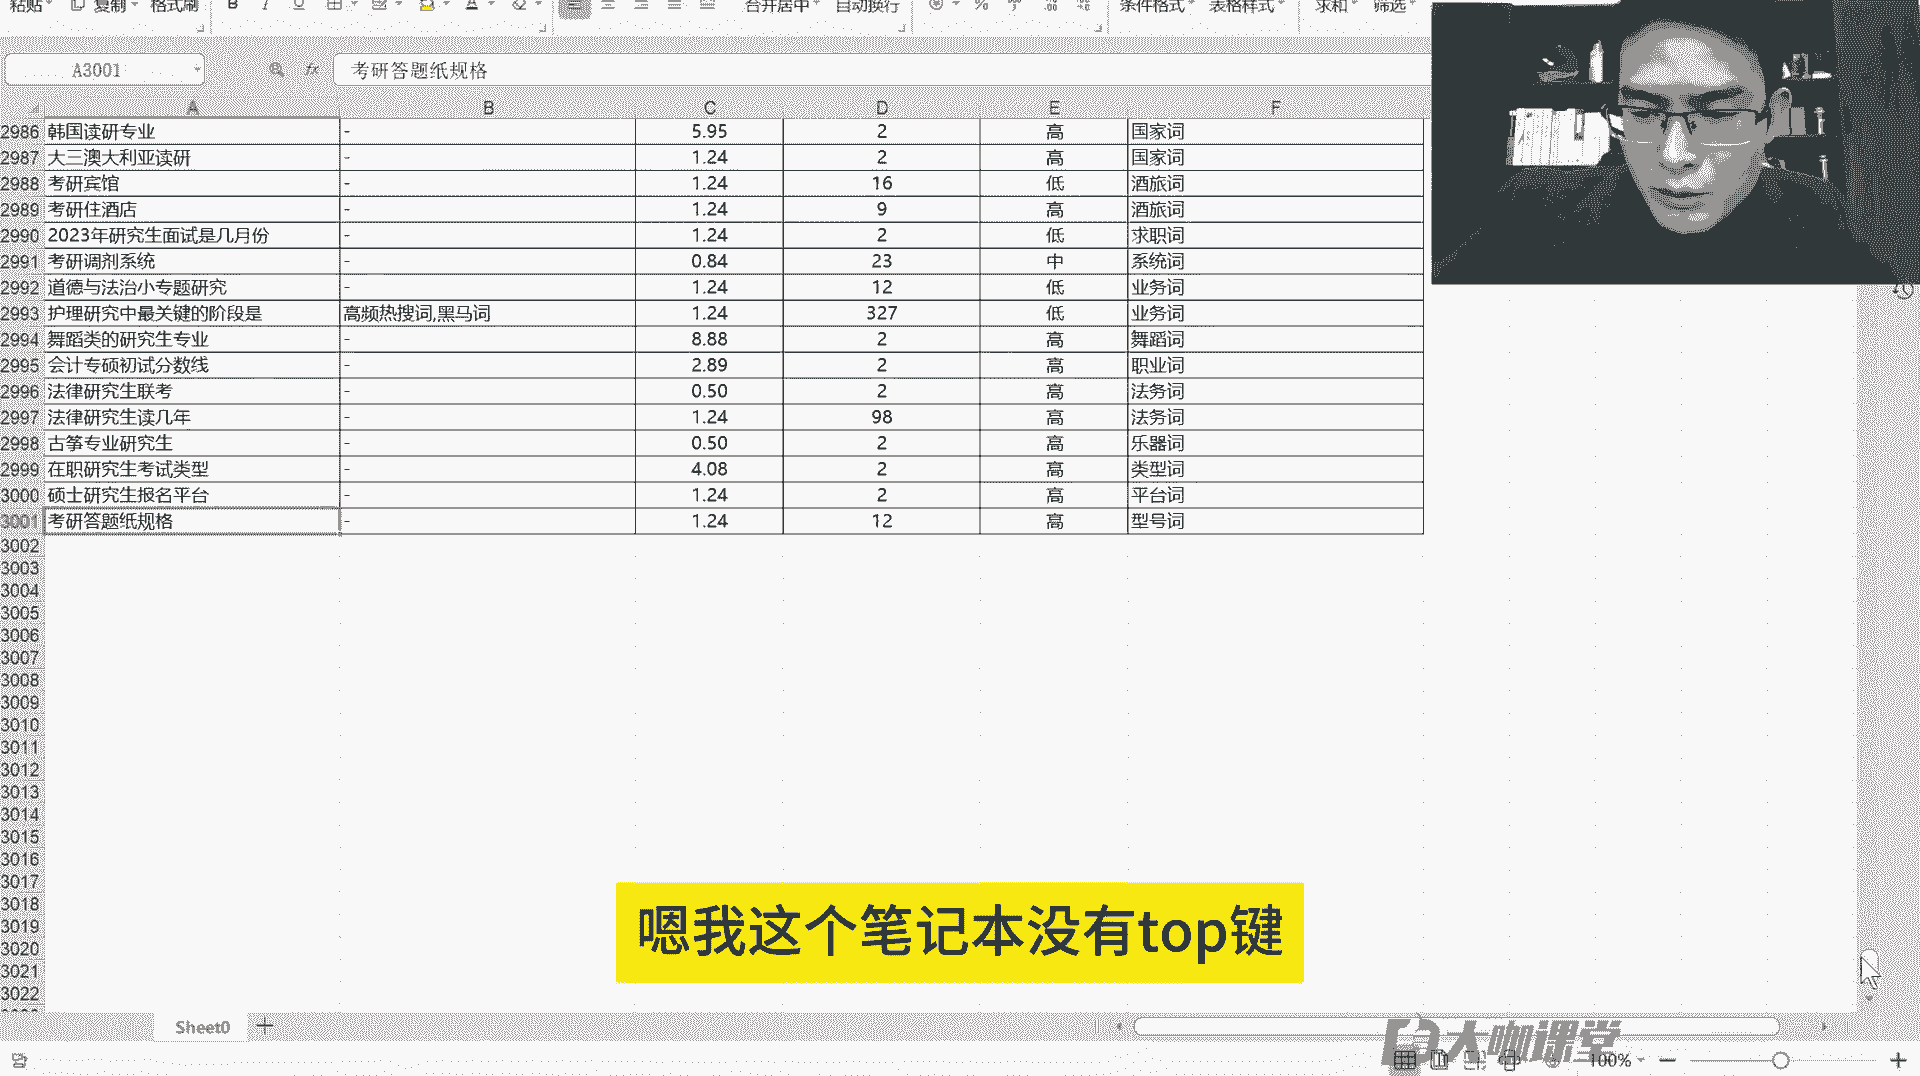 粘贴 复制 格式刷 B I U A 合并居中 自动换行 % 条件格式 表格样式 求和 筛选
A3001 fx 考研答题纸规格
A B C D E F
2986 韩国读研专业 - 5.95 2 高 国家词
2987 大三澳大利亚读研 - 1.24 2 高 国家词
2988 考研宾馆 - 1.24 16 低 酒旅词
2989 考研住酒店 - 1.24 9 高 酒旅词
2990 2023年研究生面试是几月份 - 1.24 2 低 求职词
2991 考研调剂系统 - 0.84 23 中 系统词
2992 道德与法治小专题研究 - 1.24 12 低 业务词
2993 护理研究中最关键的阶段是 高频热搜词,黑马词 1.24 327 低 业务词
2994 舞蹈类的研究生专业 - 8.88 2 高 舞蹈词
2995 会计专硕初试分数线 - 2.89 2 高 职业词
2996 法律研究生联考 - 0.50 2 高 法务词
2997 法律研究生读几年 - 1.24 98 高 法务词
2998 古筝专业研究生 - 0.50 2 高 乐器词
2999 在职研究生考试类型 - 4.08 2 高 类型词
3000 硕士研究生报名平台 - 1.24 2 高 平台词
3001 考研答题纸规格 - 1.24 12 高 型号词
3002
3003
3004
3005
3006
3007
3008
3009
3010
3011
3012
3013
3014
3015
3016
3017
3018
3019
3020
3021
3022
嗯我这个笔记本没有top键
Sheet0 +
大咖课堂
100% − +